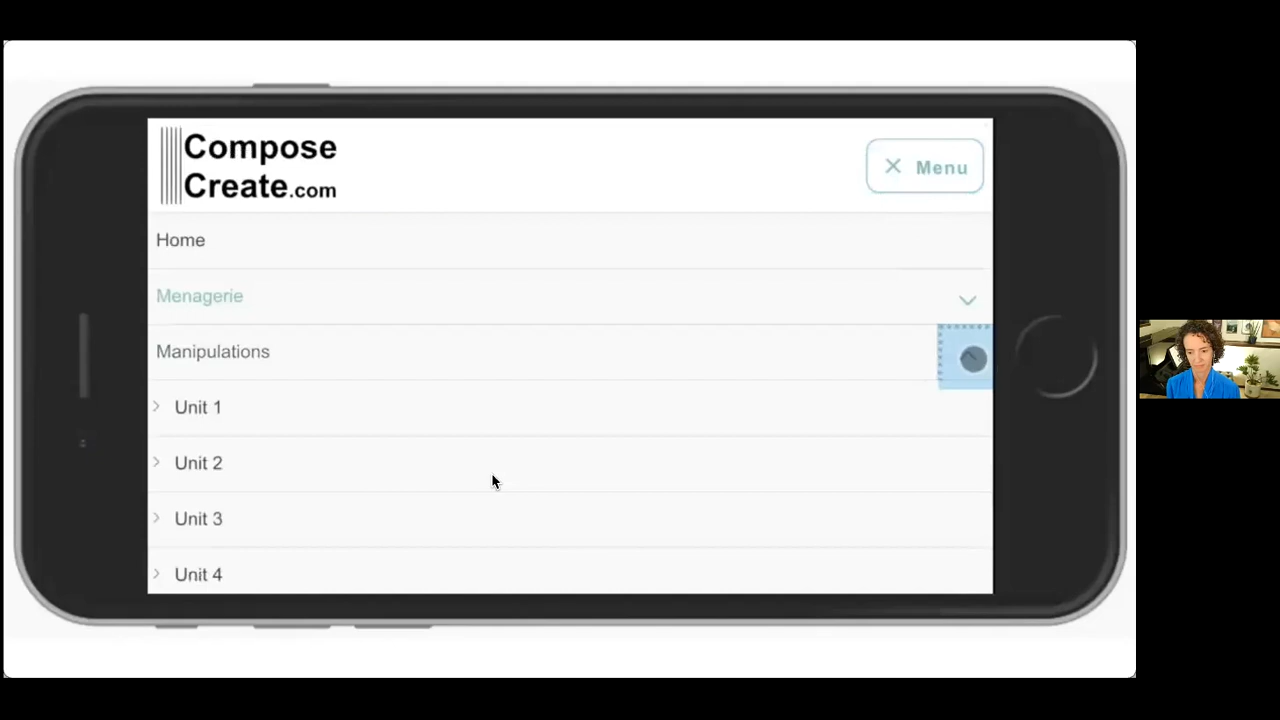 Compose
Create.com
Menu
Home
Menagerie
Manipulations
Unit 1
Unit 2
Unit 3
Unit 4